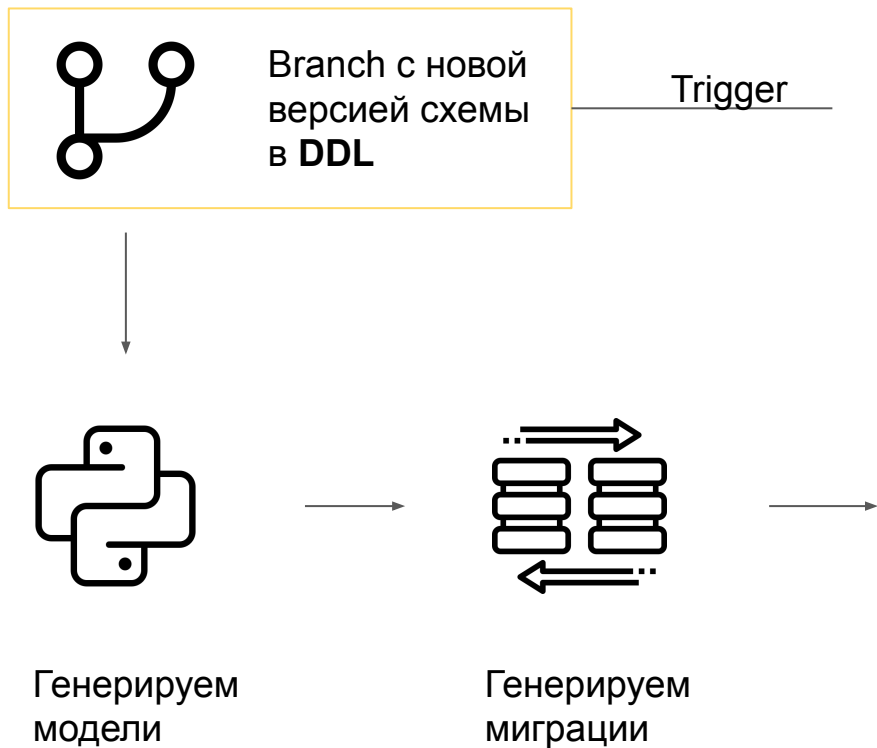 Branch с новой
версией схемы
в DDL
Trigger
Генерируем
модели
Генерируем
миграции